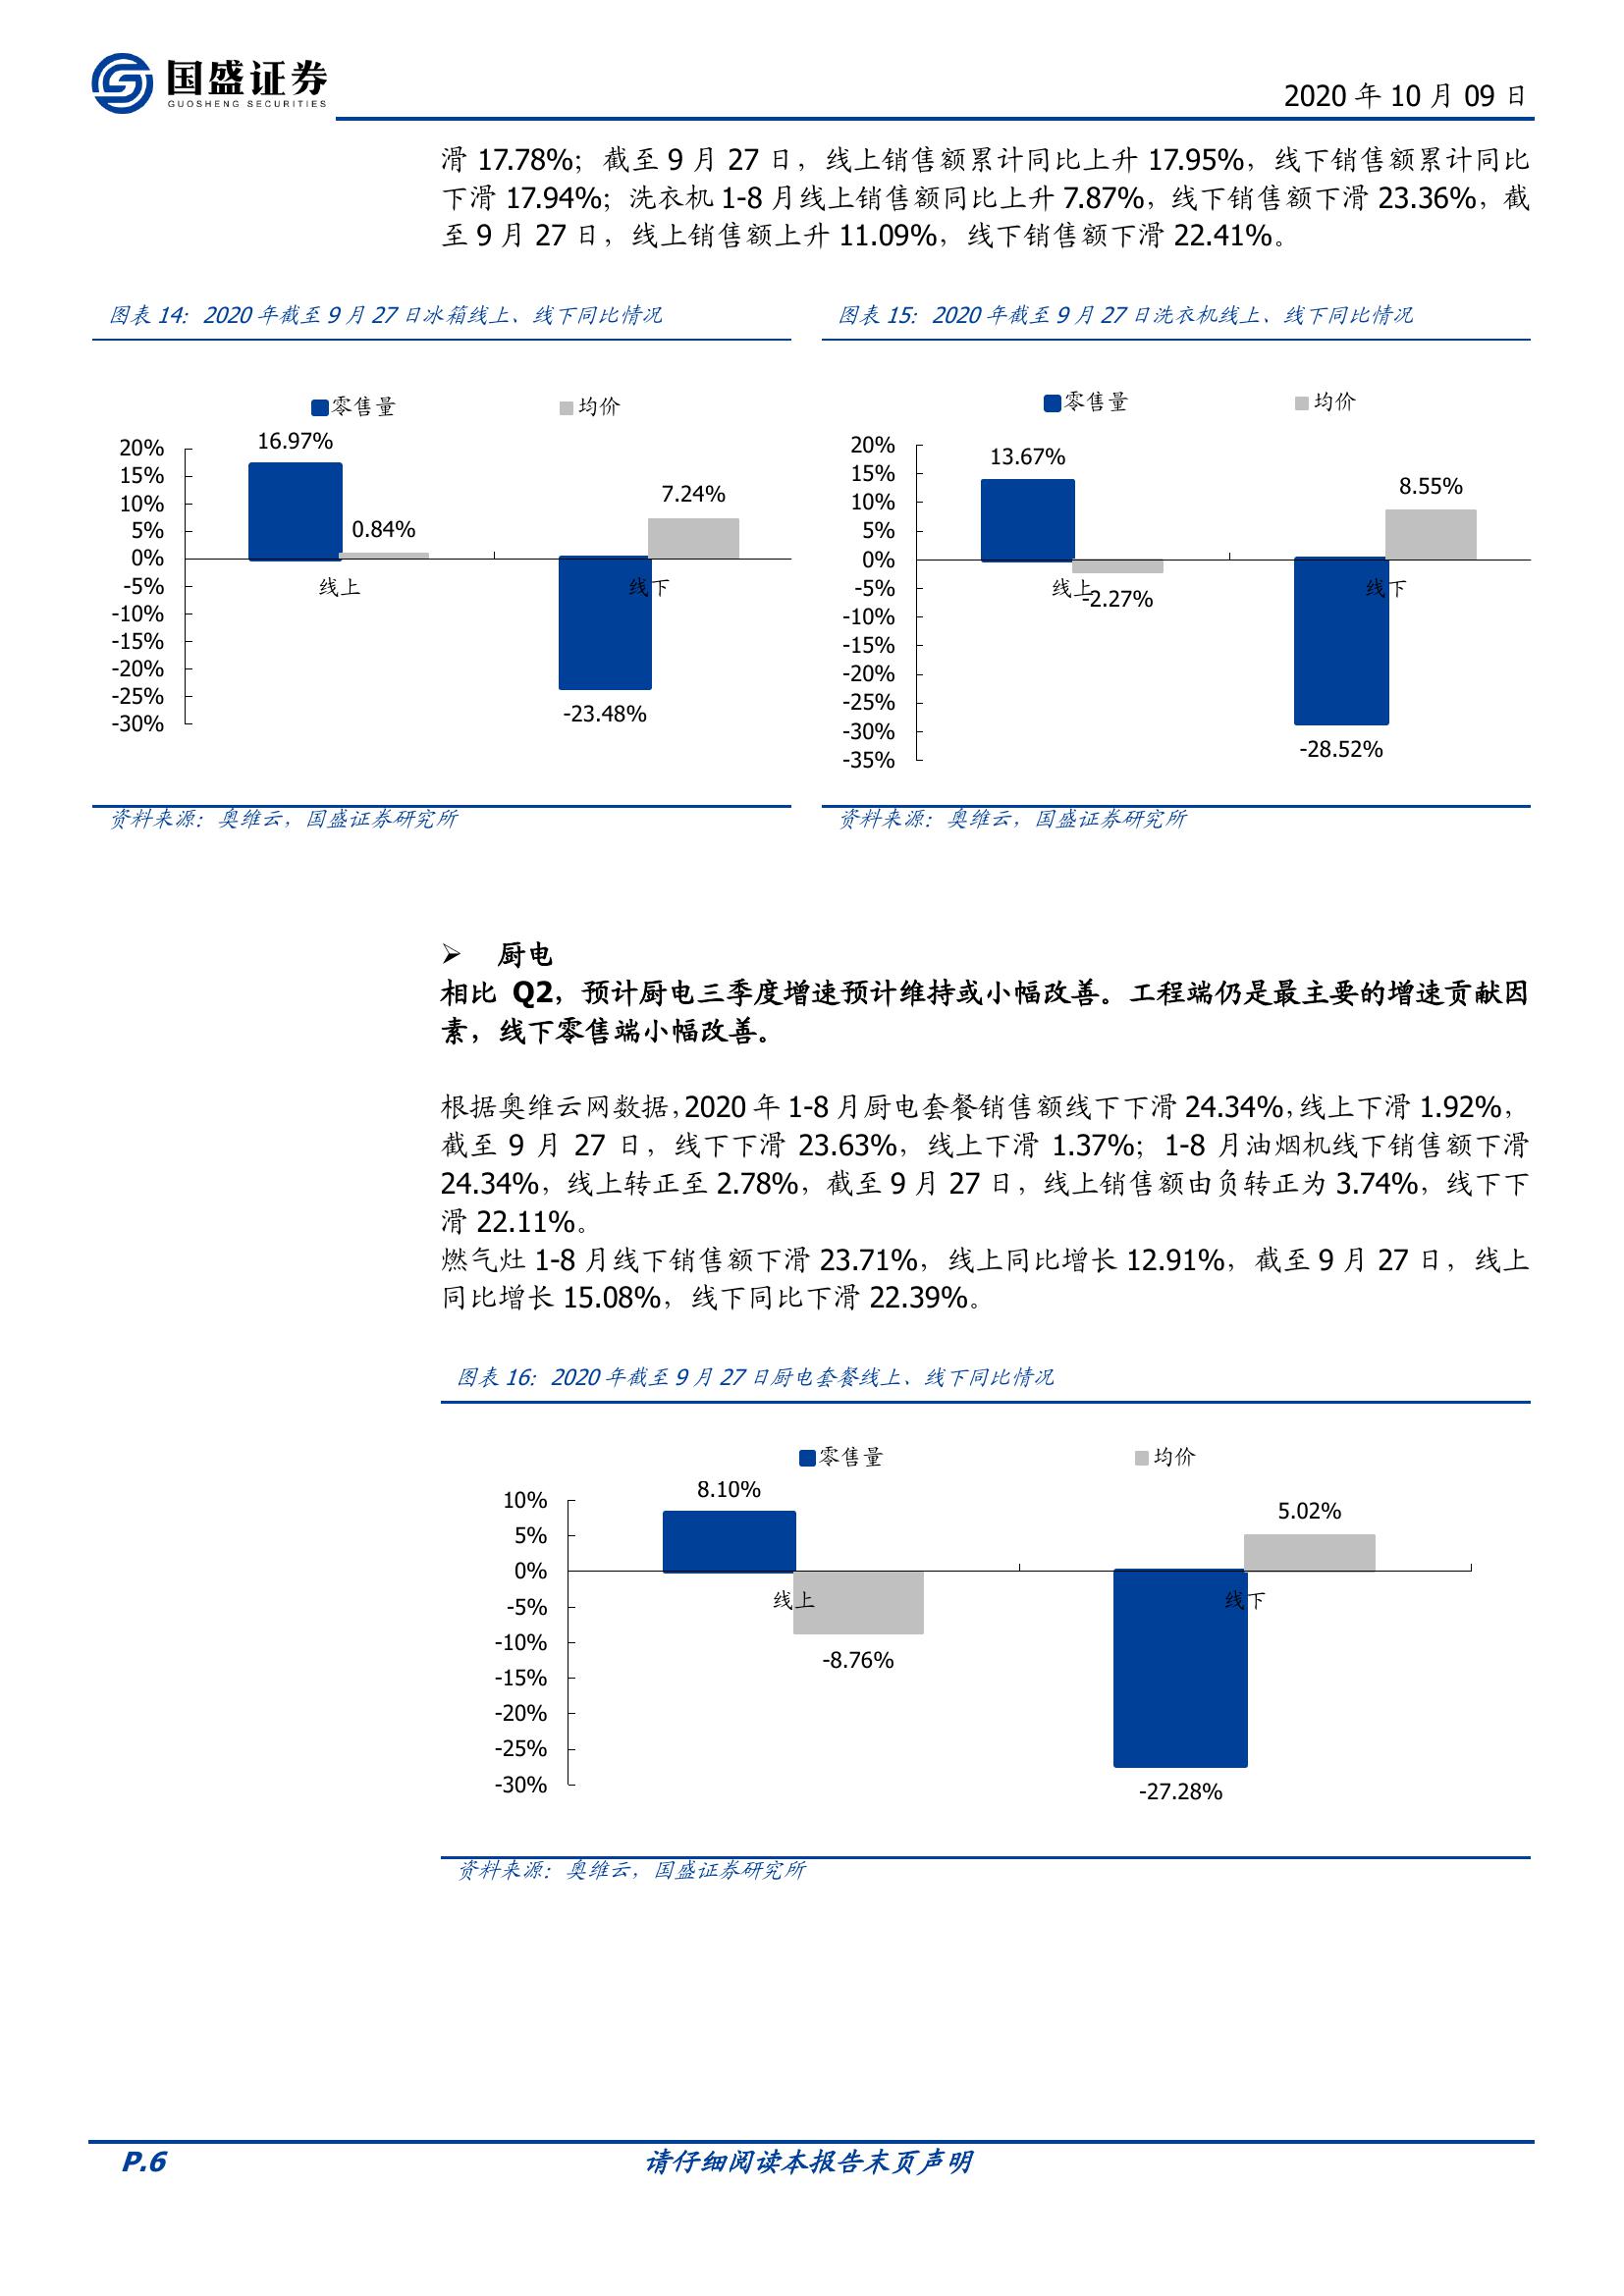 国盛证券
GUOSHENG SECURITIES
2020 年 10 月 09 日
滑 17.78%；截至 9 月 27 日，线上销售额累计同比上升 17.95%，线下销售额累计同比
下滑 17.94%；洗衣机 1-8 月线上销售额同比上升 7.87%，线下销售额下滑 23.36%，截
至 9 月 27 日，线上销售额上升 11.09%，线下销售额下滑 22.41%。
图表 14：2020 年截至 9 月 27 日冰箱线上、线下同比情况
零售量 均价
20%
15%
10%
5%
0%
-5%
-10%
-15%
-20%
-25%
-30%
16.97%
0.84%
7.24%
-23.48%
线上 线下
资料来源：奥维云，国盛证券研究所
图表 15：2020 年截至 9 月 27 日洗衣机线上、线下同比情况
零售量 均价
20%
15%
10%
5%
0%
-5%
-10%
-15%
-20%
-25%
-30%
-35%
13.67%
-2.27%
8.55%
-28.52%
线上 线下
资料来源：奥维云，国盛证券研究所
➢ 厨电
相比 Q2，预计厨电三季度增速预计维持或小幅改善。工程端仍是最主要的增速贡献因
素，线下零售端小幅改善。
根据奥维云网数据，2020 年 1-8 月厨电套餐销售额线下下滑 24.34%，线上下滑 1.92%，
截至 9 月 27 日，线下下滑 23.63%，线上下滑 1.37%；1-8 月油烟机线下销售额下滑
24.34%，线上转正至 2.78%，截至 9 月 27 日，线上销售额由负转正为 3.74%，线下下
滑 22.11%。
燃气灶 1-8 月线下销售额下滑 23.71%，线上同比增长 12.91%，截至 9 月 27 日，线上
同比增长 15.08%，线下同比下滑 22.39%。
图表 16：2020 年截至 9 月 27 日厨电套餐线上、线下同比情况
零售量 均价
10%
5%
0%
-5%
-10%
-15%
-20%
-25%
-30%
8.10%
-8.76%
5.02%
-27.28%
线上 线下
资料来源：奥维云，国盛证券研究所
P.6 请仔细阅读本报告末页声明